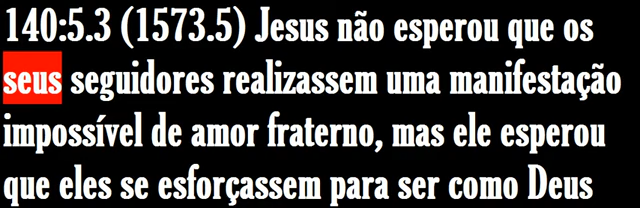 140:5.3 (1573.5) Jesus não esperou que os
seus seguidores realizassem uma manifestação
impossível de amor fraterno, mas ele esperou
que eles se esforçassem para ser como Deus